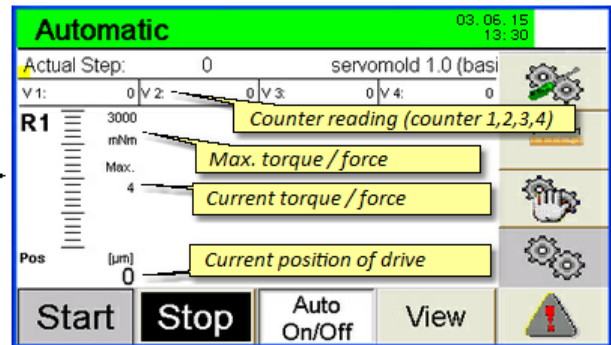 Automatic
03. 06. 15
13: 30
Actual Step: 0 servomold 1.0 (basi
V 1: 0 V 2: 0 V 3: 0 V 4: 0
Counter reading (counter 1,2,3,4)
R1 3000
mNm
Max. torque / force
Max.
4
Current torque / force
Current position of drive
Pos [µm]
0
Start Stop Auto On/Off View